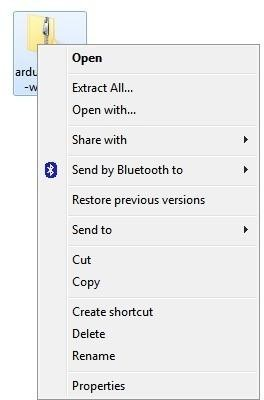 ardu
-w
Open
Extract All...
Open with...
Share with
Send by Bluetooth to
Restore previous versions
Send to
Cut
Copy
Create shortcut
Delete
Rename
Properties